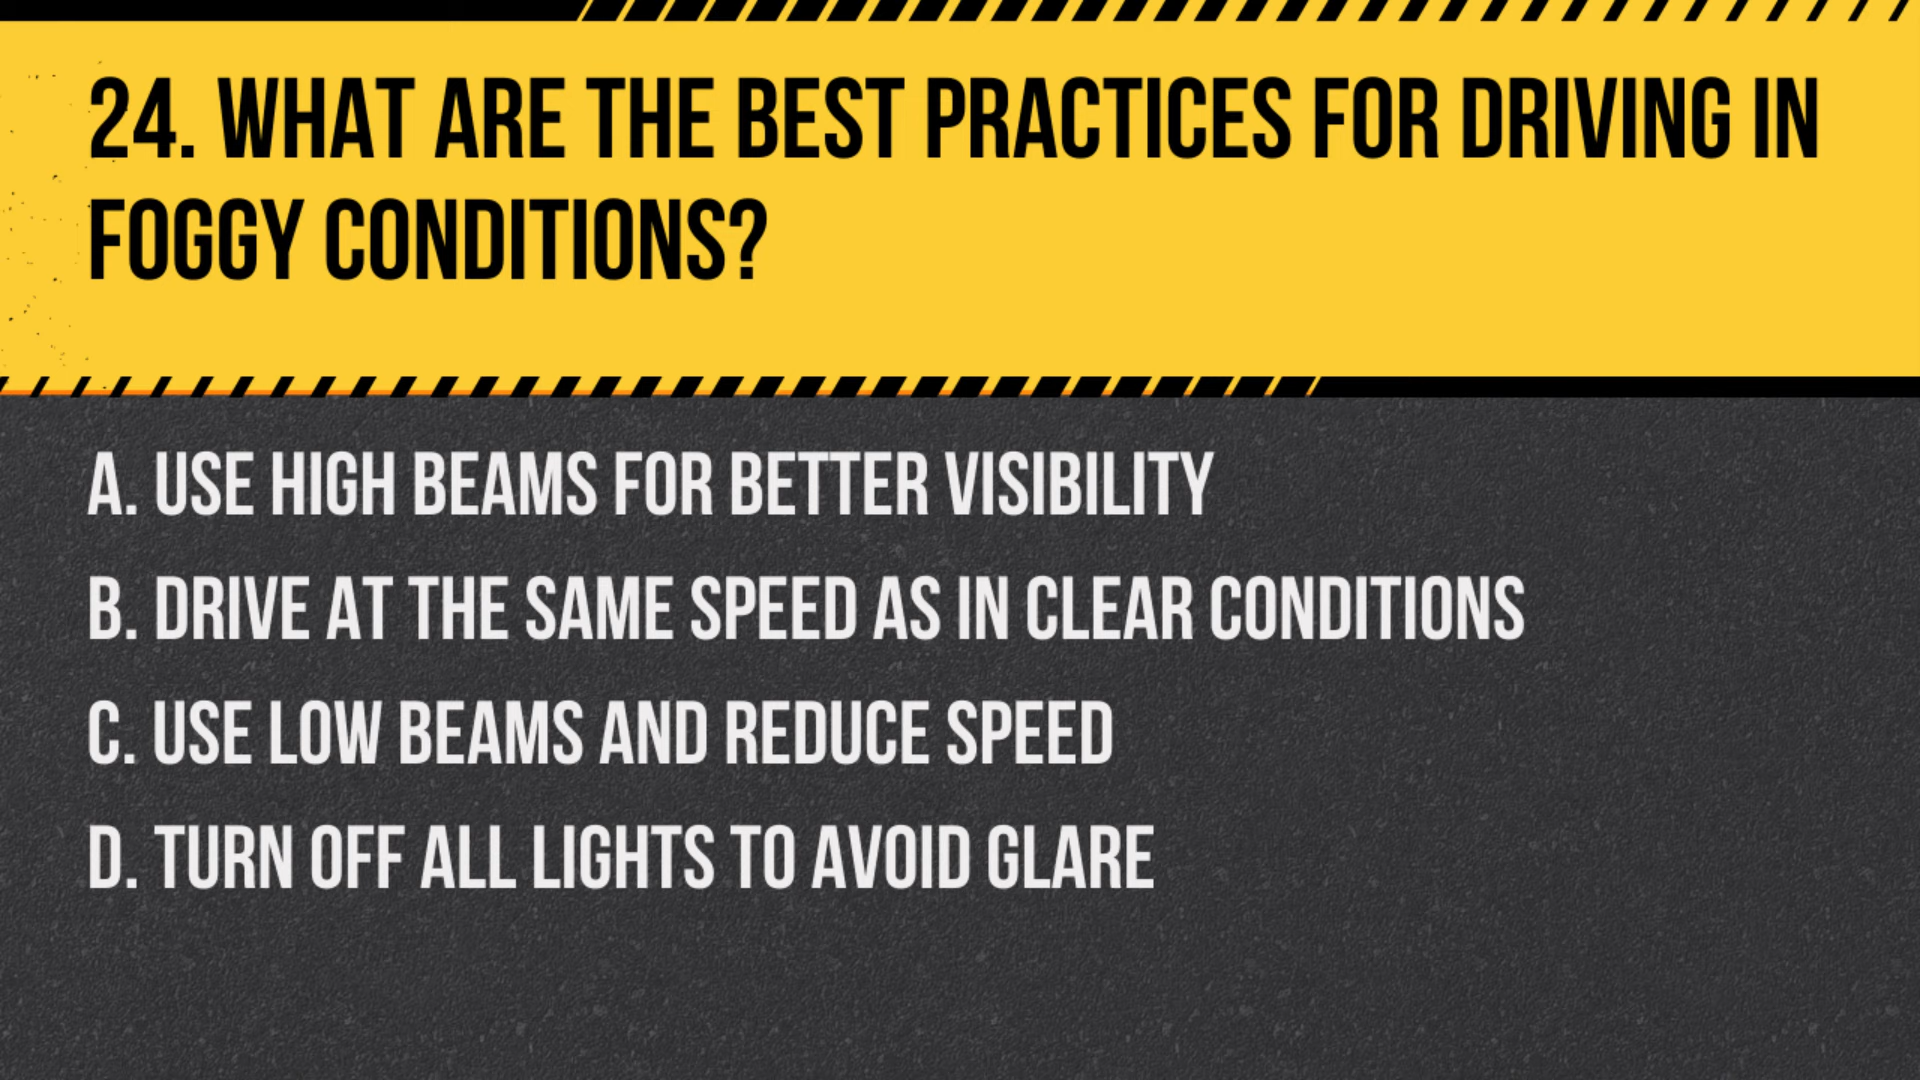 24. WHAT ARE THE BEST PRACTICES FOR DRIVING IN
FOGGY CONDITIONS?
A. USE HIGH BEAMS FOR BETTER VISIBILITY
B. DRIVE AT THE SAME SPEED AS IN CLEAR CONDITIONS
C. USE LOW BEAMS AND REDUCE SPEED
D. TURN OFF ALL LIGHTS TO AVOID GLARE